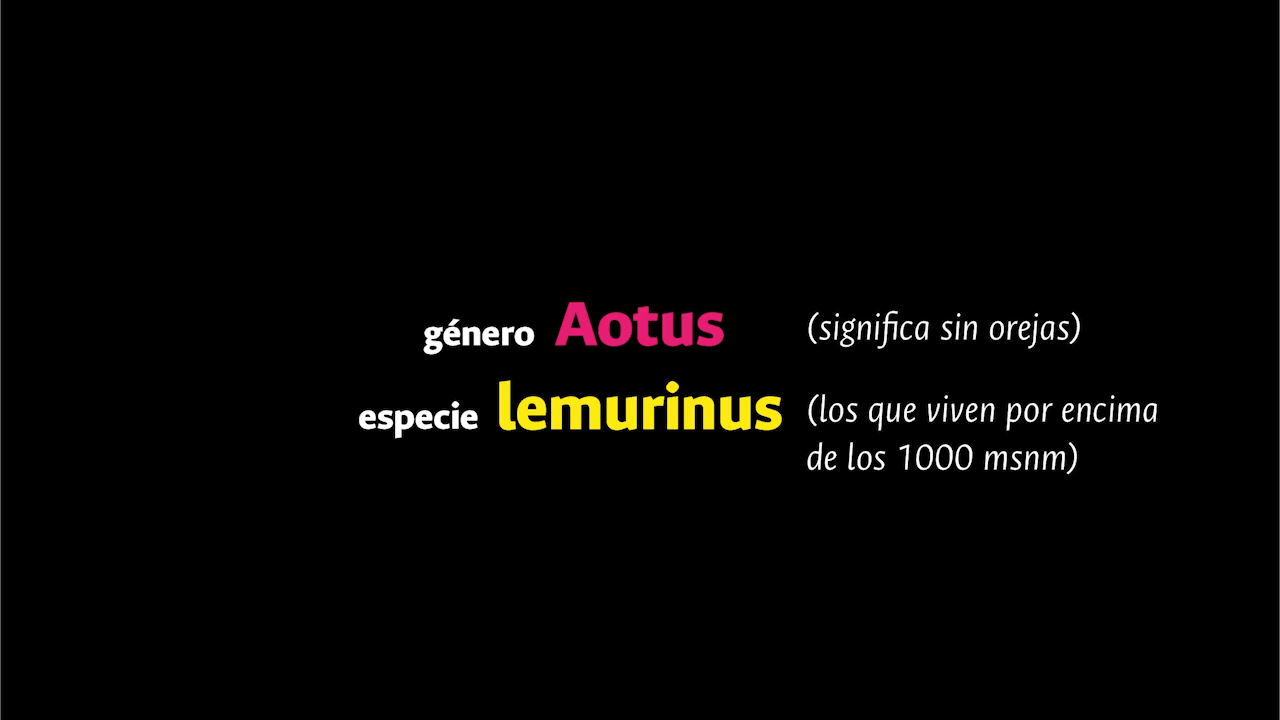 género Aotus (significa sin orejas)
especie lemurinus (los que viven por encima
de los 1000 msnm)